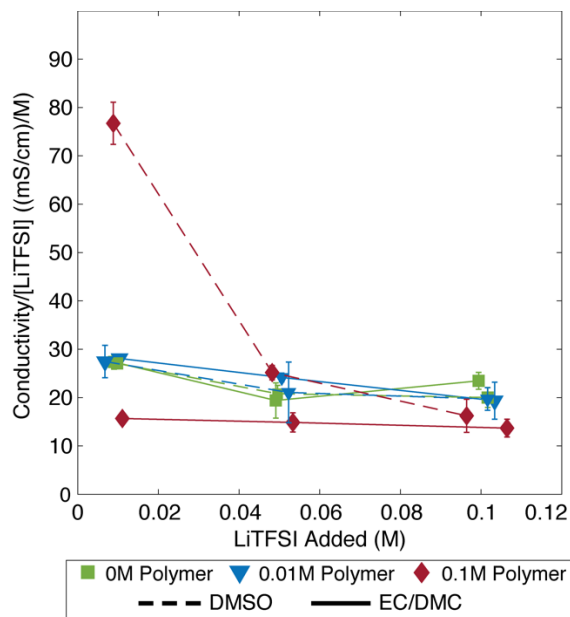 Conductivity/[LiTFSI] ((mS/cm)/M)
90
80
70
60
50
40
30
20
10
0
0 0.02 0.04 0.06 0.08 0.1 0.12
LiTFSI Added (M)
0M Polymer 0.01M Polymer 0.1M Polymer
DMSO EC/DMC